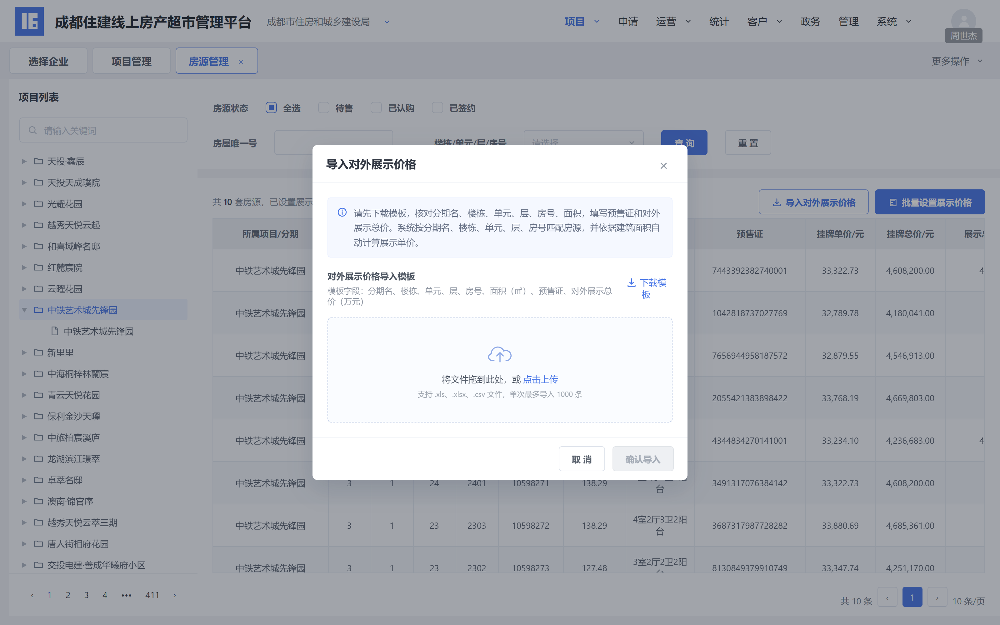 成都住建线上房产超市管理平台
成都市住房和城乡建设局
项目 申请 运营 统计 客户 政务 管理 系统
周世杰
选择企业 项目管理 房源管理
更多操作
项目列表
请输入关键词
天投·鑫辰
天投天成璞院
光耀花园
越秀天悦云起
和喜域峰名邸
红麓宸院
云曜花园
中铁艺术城先锋园
中铁艺术城先锋园
新里里
中海桐梓林蘭宸
青云天悦花园
保利金沙天曜
中旅柏宸溪庐
龙湖滨江璟萃
卓萃名邸
澳南·锦官序
越秀天悦云萃三期
唐人街相府花园
交投电建·善成华曦府小区
1 2 3 4 ••• 411
房源状态 全选 待售 已认购 已签约
房屋唯一号
楼栋/单元/层/房号 请选择
查询 重置
共 10 套房源，已设置展示
导入对外展示价格 批量设置展示价格
所属项目/分期 预售证 挂牌单价/元 挂牌总价/元 展示
中铁艺术城先锋园 7443392382740001 33,322.73 4,608,200.00 4
中铁艺术城先锋园 1042818737027769 32,789.78 4,180,041.00
中铁艺术城先锋园 7656944958187572 32,879.55 4,546,913.00
中铁艺术城先锋园 2055421383898422 33,768.19 4,669,803.00
中铁艺术城先锋园 4344834270141001 33,234.10 4,236,683.00 4
中铁艺术城先锋园 3 1 24 2401 10598271 138.29 台 3491317076384142 33,322.73 4,608,200.00
中铁艺术城先锋园 3 1 23 2303 10598272 138.29 4室2厅3卫2阳台 3687317987728282 33,880.69 4,685,361.00
中铁艺术城先锋园 3 1 23 2302 10598273 127.48 3室2厅2卫2阳 8130849379910749 33,347.74 4,251,170.00
共 10 条 1 10 条/页
导入对外展示价格
请先下载模板，核对分期名、楼栋、单元、层、房号、面积，填写预售证和对外
展示总价。系统按分期名、楼栋、单元、层、房号匹配房源，并依据建筑面积自
动计算展示单价。
对外展示价格导入模板
模板字段：分期名、楼栋、单元、层、房号、面积（㎡）、预售证、对外展示总
价（万元）
下载模
板
将文件拖到此处，或 点击上传
支持 .xls、.xlsx、.csv 文件，单次最多导入 1000 条
取消 确认导入